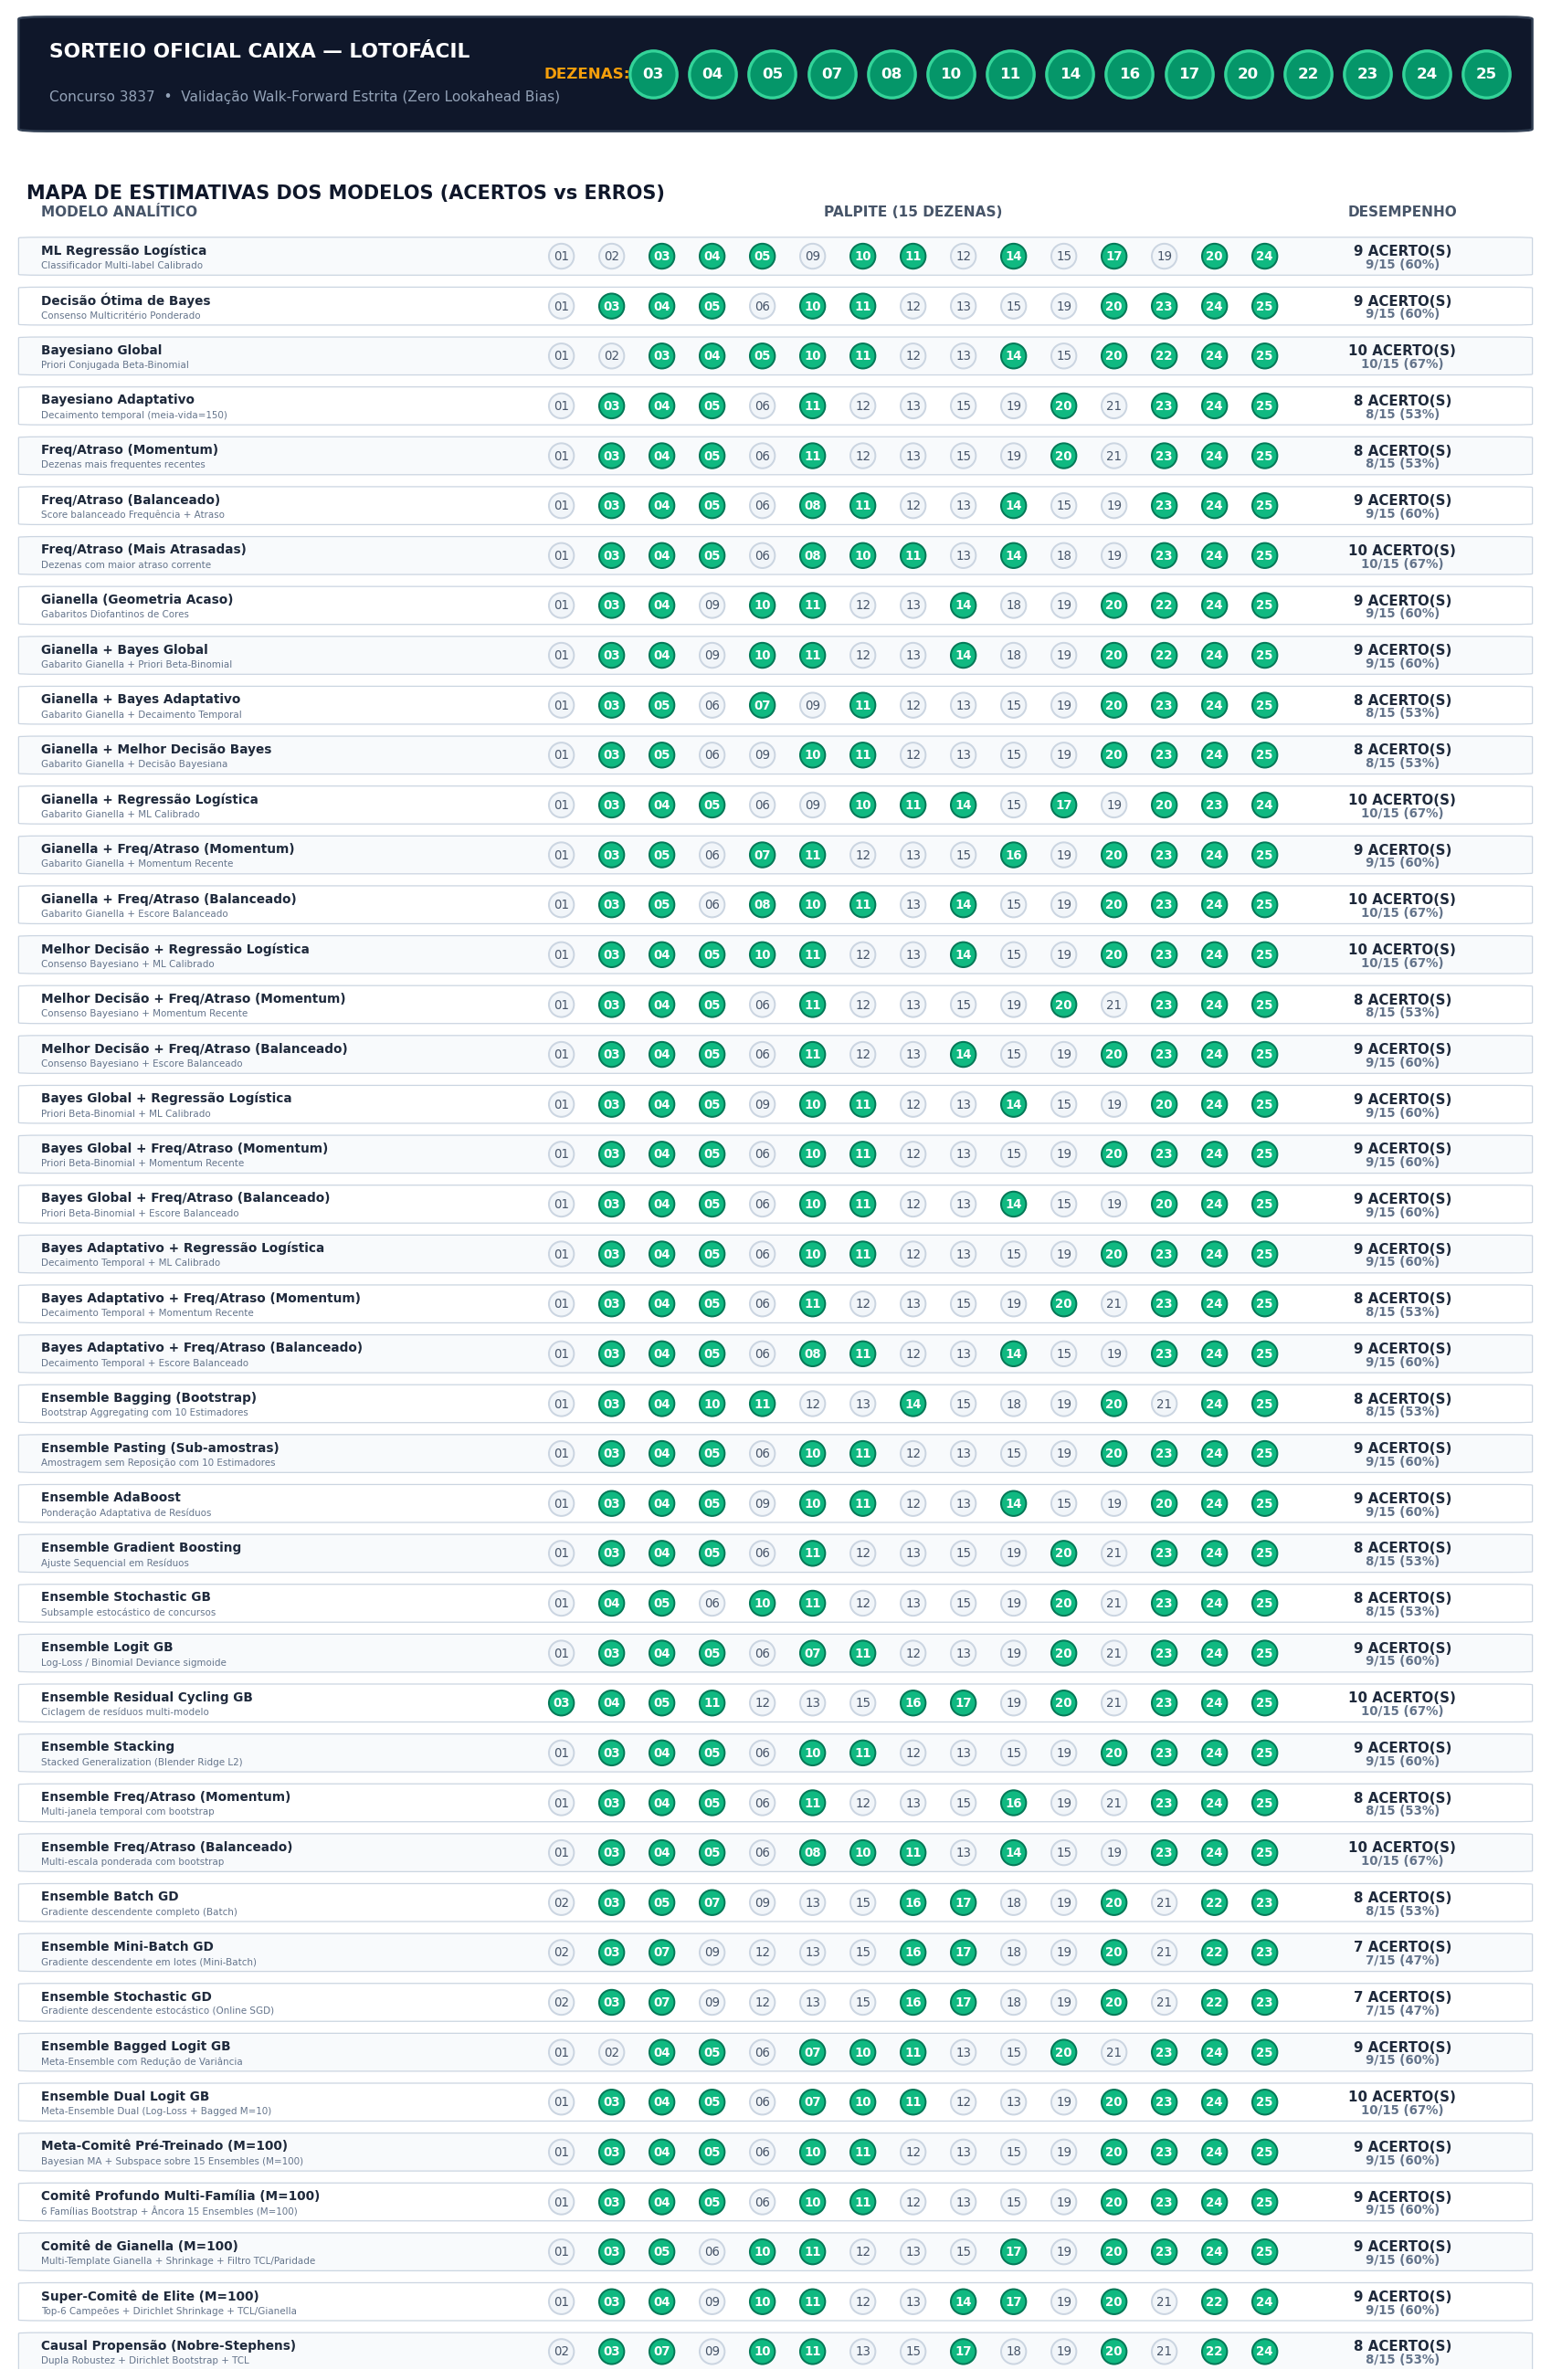 SORTEIO OFICIAL CAIXA — LOTOFÁCIL
DEZENAS: 03 04 05 07 08 10 11 14 16 17 20 22 23 24 25
Concurso 3837 • Validação Walk-Forward Estrita (Zero Lookahead Bias)
MAPA DE ESTIMATIVAS DOS MODELOS (ACERTOS vs ERROS)
MODELO ANALÍTICO PALPITE (15 DEZENAS) DESEMPENHO
ML Regressão Logística
Classificador Multi-label Calibrado
01 02 03 04 05 09 10 11 12 14 15 17 19 20 24
9 ACERTO(S)
9/15 (60%)
Decisão Ótima de Bayes
Consenso Multicritério Ponderado
01 03 04 05 06 10 11 12 13 15 19 20 23 24 25
9 ACERTO(S)
9/15 (60%)
Bayesiano Global
Priori Conjugada Beta-Binomial
01 02 03 04 05 10 11 12 13 14 15 20 22 24 25
10 ACERTO(S)
10/15 (67%)
Bayesiano Adaptativo
Decaimento temporal (meia-vida=150)
01 03 04 05 06 11 12 13 15 19 20 21 23 24 25
8 ACERTO(S)
8/15 (53%)
Freq/Atraso (Momentum)
Dezenas mais frequentes recentes
01 03 04 05 06 11 12 13 15 19 20 21 23 24 25
8 ACERTO(S)
8/15 (53%)
Freq/Atraso (Balanceado)
Score balanceado Frequência + Atraso
01 03 04 05 06 08 11 12 13 14 15 19 23 24 25
9 ACERTO(S)
9/15 (60%)
Freq/Atraso (Mais Atrasadas)
Dezenas com maior atraso corrente
01 03 04 05 06 08 10 11 13 14 18 19 23 24 25
10 ACERTO(S)
10/15 (67%)
Gianella (Geometria Acaso)
Gabaritos Diofantinos de Cores
01 03 04 09 10 11 12 13 14 18 19 20 22 24 25
9 ACERTO(S)
9/15 (60%)
Gianella + Bayes Global
Gabarito Gianella + Priori Beta-Binomial
01 03 04 09 10 11 12 13 14 18 19 20 22 24 25
9 ACERTO(S)
9/15 (60%)
Gianella + Bayes Adaptativo
Gabarito Gianella + Decaimento Temporal
01 03 05 06 07 09 11 12 13 15 19 20 23 24 25
8 ACERTO(S)
8/15 (53%)
Gianella + Melhor Decisão Bayes
Gabarito Gianella + Decisão Bayesiana
01 03 05 06 09 10 11 12 13 15 19 20 23 24 25
8 ACERTO(S)
8/15 (53%)
Gianella + Regressão Logística
Gabarito Gianella + ML Calibrado
01 03 04 05 06 09 10 11 14 15 17 19 20 23 24
10 ACERTO(S)
10/15 (67%)
Gianella + Freq/Atraso (Momentum)
Gabarito Gianella + Momentum Recente
01 03 05 06 07 11 12 13 15 16 19 20 23 24 25
9 ACERTO(S)
9/15 (60%)
Gianella + Freq/Atraso (Balanceado)
Gabarito Gianella + Escore Balanceado
01 03 05 06 08 10 11 13 14 15 19 20 23 24 25
10 ACERTO(S)
10/15 (67%)
Melhor Decisão + Regressão Logística
Consenso Bayesiano + ML Calibrado
01 03 04 05 10 11 12 13 14 15 19 20 23 24 25
10 ACERTO(S)
10/15 (67%)
Melhor Decisão + Freq/Atraso (Momentum)
Consenso Bayesiano + Momentum Recente
01 03 04 05 06 11 12 13 15 19 20 21 23 24 25
8 ACERTO(S)
8/15 (53%)
Melhor Decisão + Freq/Atraso (Balanceado)
Consenso Bayesiano + Escore Balanceado
01 03 04 05 06 11 12 13 14 15 19 20 23 24 25
9 ACERTO(S)
9/15 (60%)
Bayes Global + Regressão Logística
Priori Beta-Binomial + ML Calibrado
01 03 04 05 09 10 11 12 13 14 15 19 20 24 25
9 ACERTO(S)
9/15 (60%)
Bayes Global + Freq/Atraso (Momentum)
Priori Beta-Binomial + Momentum Recente
01 03 04 05 06 10 11 12 13 15 19 20 23 24 25
9 ACERTO(S)
9/15 (60%)
Bayes Global + Freq/Atraso (Balanceado)
Priori Beta-Binomial + Escore Balanceado
01 03 04 05 06 10 11 12 13 14 15 19 20 24 25
9 ACERTO(S)
9/15 (60%)
Bayes Adaptativo + Regressão Logística
Decaimento Temporal + ML Calibrado
01 03 04 05 06 10 11 12 13 15 19 20 23 24 25
9 ACERTO(S)
9/15 (60%)
Bayes Adaptativo + Freq/Atraso (Momentum)
Decaimento Temporal + Momentum Recente
01 03 04 05 06 11 12 13 15 19 20 21 23 24 25
8 ACERTO(S)
8/15 (53%)
Bayes Adaptativo + Freq/Atraso (Balanceado)
Decaimento Temporal + Escore Balanceado
01 03 04 05 06 08 11 12 13 14 15 19 23 24 25
9 ACERTO(S)
9/15 (60%)
Ensemble Bagging (Bootstrap)
Bootstrap Aggregating com 10 Estimadores
01 03 04 10 11 12 13 14 15 18 19 20 21 24 25
8 ACERTO(S)
8/15 (53%)
Ensemble Pasting (Sub-amostras)
Amostragem sem Reposição com 10 Estimadores
01 03 04 05 06 10 11 12 13 15 19 20 23 24 25
9 ACERTO(S)
9/15 (60%)
Ensemble AdaBoost
Ponderação Adaptativa de Resíduos
01 03 04 05 09 10 11 12 13 14 15 19 20 24 25
9 ACERTO(S)
9/15 (60%)
Ensemble Gradient Boosting
Ajuste Sequencial em Resíduos
01 03 04 05 06 11 12 13 15 19 20 21 23 24 25
8 ACERTO(S)
8/15 (53%)
Ensemble Stochastic GB
Subsample estocástico de concursos
01 04 05 06 10 11 12 13 15 19 20 21 23 24 25
8 ACERTO(S)
8/15 (53%)
Ensemble Logit GB
Log-Loss / Binomial Deviance sigmoide
01 03 04 05 06 07 11 12 13 19 20 21 23 24 25
9 ACERTO(S)
9/15 (60%)
Ensemble Residual Cycling GB
Ciclagem de resíduos multi-modelo
03 04 05 11 12 13 15 16 17 19 20 21 23 24 25
10 ACERTO(S)
10/15 (67%)
Ensemble Stacking
Stacked Generalization (Blender Ridge L2)
01 03 04 05 06 10 11 12 13 15 19 20 23 24 25
9 ACERTO(S)
9/15 (60%)
Ensemble Freq/Atraso (Momentum)
Multi-janela temporal com bootstrap
01 03 04 05 06 11 12 13 15 16 19 21 23 24 25
8 ACERTO(S)
8/15 (53%)
Ensemble Freq/Atraso (Balanceado)
Multi-escala ponderada com bootstrap
01 03 04 05 06 08 10 11 13 14 15 19 23 24 25
10 ACERTO(S)
10/15 (67%)
Ensemble Batch GD
Gradiente descendente completo (Batch)
02 03 05 07 09 13 15 16 17 18 19 20 21 22 23
8 ACERTO(S)
8/15 (53%)
Ensemble Mini-Batch GD
Gradiente descendente em lotes (Mini-Batch)
02 03 07 09 12 13 15 16 17 18 19 20 21 22 23
7 ACERTO(S)
7/15 (47%)
Ensemble Stochastic GD
Gradiente descendente estocástico (Online SGD)
02 03 07 09 12 13 15 16 17 18 19 20 21 22 23
7 ACERTO(S)
7/15 (47%)
Ensemble Bagged Logit GB
Meta-Ensemble com Redução de Variância
01 02 04 05 06 07 10 11 13 15 20 21 23 24 25
9 ACERTO(S)
9/15 (60%)
Ensemble Dual Logit GB
Meta-Ensemble Dual (Log-Loss + Bagged M=10)
01 03 04 05 06 07 10 11 12 13 19 20 23 24 25
10 ACERTO(S)
10/15 (67%)
Meta-Comitê Pré-Treinado (M=100)
Bayesian MA + Subspace sobre 15 Ensembles (M=100)
01 03 04 05 06 10 11 12 13 15 19 20 23 24 25
9 ACERTO(S)
9/15 (60%)
Comitê Profundo Multi-Família (M=100)
6 Famílias Bootstrap + Âncora 15 Ensembles (M=100)
01 03 04 05 06 10 11 12 13 15 19 20 23 24 25
9 ACERTO(S)
9/15 (60%)
Comitê de Gianella (M=100)
Multi-Template Gianella + Shrinkage + Filtro TCL/Paridade
01 03 05 06 10 11 12 13 15 17 19 20 23 24 25
9 ACERTO(S)
9/15 (60%)
Super-Comitê de Elite (M=100)
Top-6 Campeões + Dirichlet Shrinkage + TCL/Gianella
01 03 04 09 10 11 12 13 14 17 19 20 21 22 24
9 ACERTO(S)
9/15 (60%)
Causal Propensão (Nobre-Stephens)
Dupla Robustez + Dirichlet Bootstrap + TCL
02 03 07 09 10 11 13 15 17 18 19 20 21 22 24
8 ACERTO(S)
8/15 (53%)